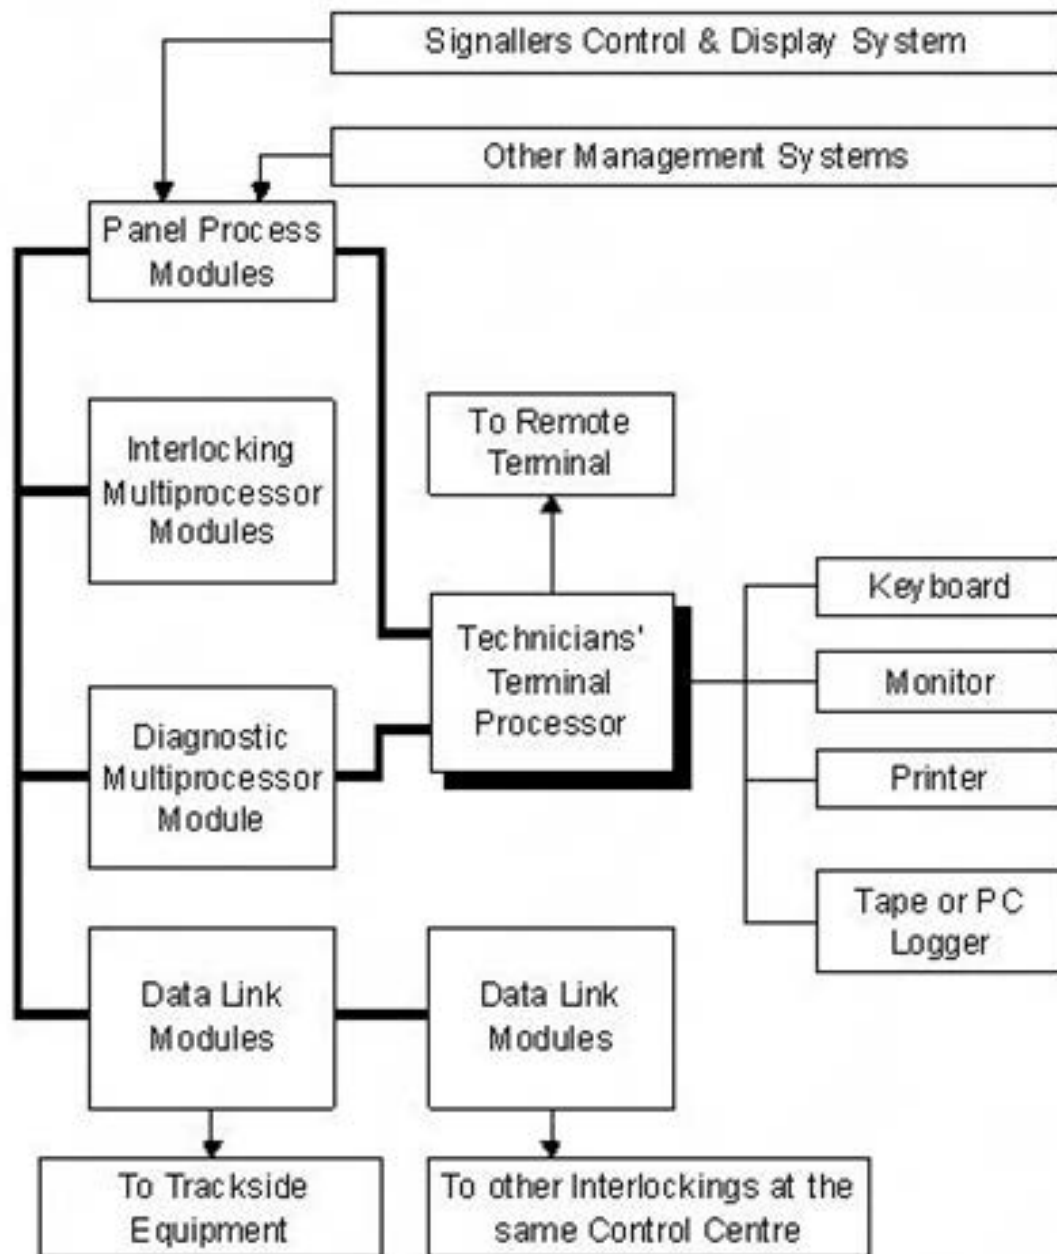 Signallers Control & Display System
Other Management Systems
Panel Process
Modules
Interlocking
Multiprocessor
Modules
To Remote
Terminal
Technicians'
Terminal
Processor
Keyboard
Monitor
Printer
Tape or PC
Logger
Diagnostic
Multiprocessor
Module
Data Link
Modules
Data Link
Modules
To Trackside
Equipment
To other Interlockings at the
same Control Centre